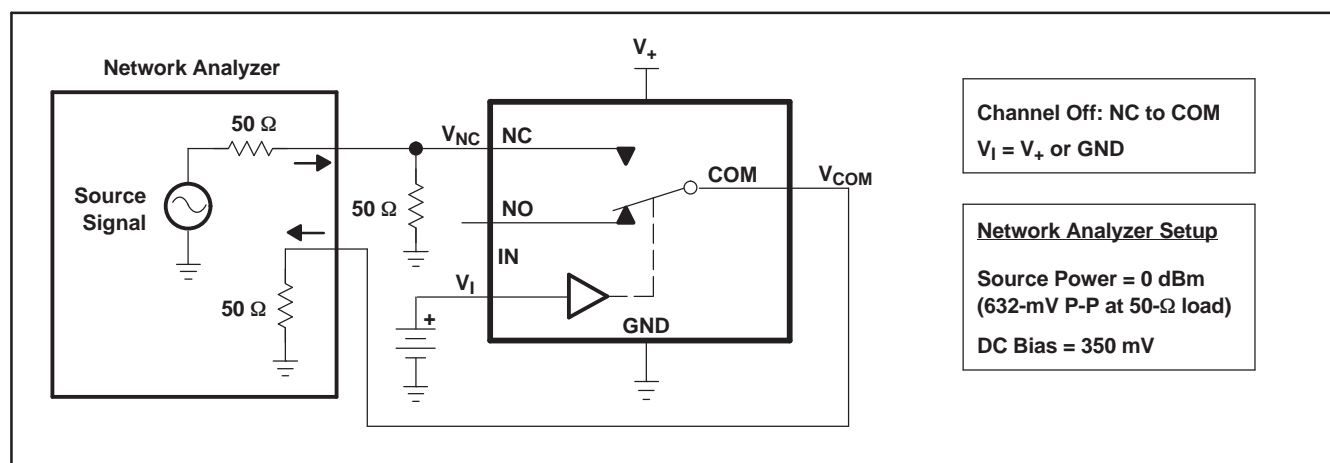 V+
Network Analyzer
50 Ω
Source
Signal
50 Ω
VNC
50 Ω
NC
NO
IN
VI
+
GND
COM
VCOM
Channel Off: NC to COM
VI = V+ or GND
Network Analyzer Setup
Source Power = 0 dBm
(632-mV P-P at 50-Ω load)
DC Bias = 350 mV